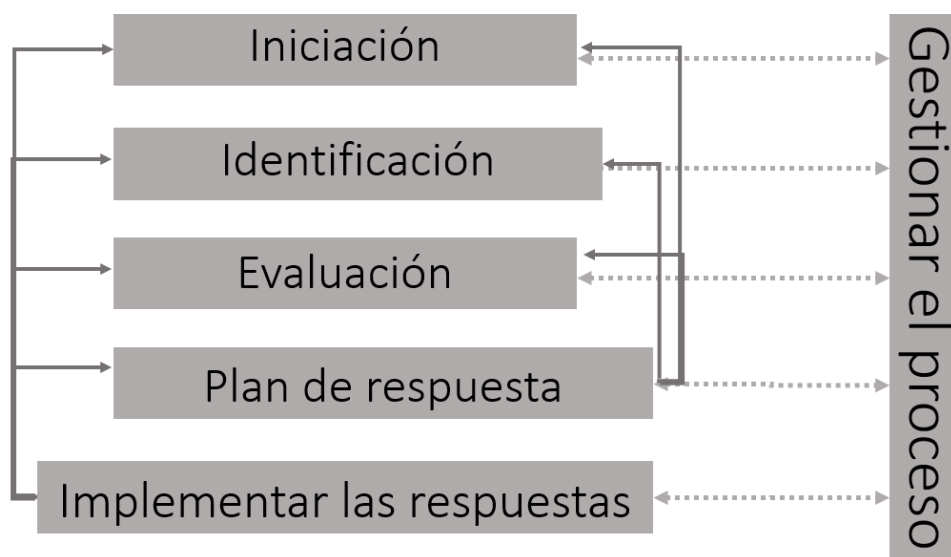 Iniciación
Identificación
Evaluación
Plan de respuesta
Implementar las respuestas
Gestionar el proceso